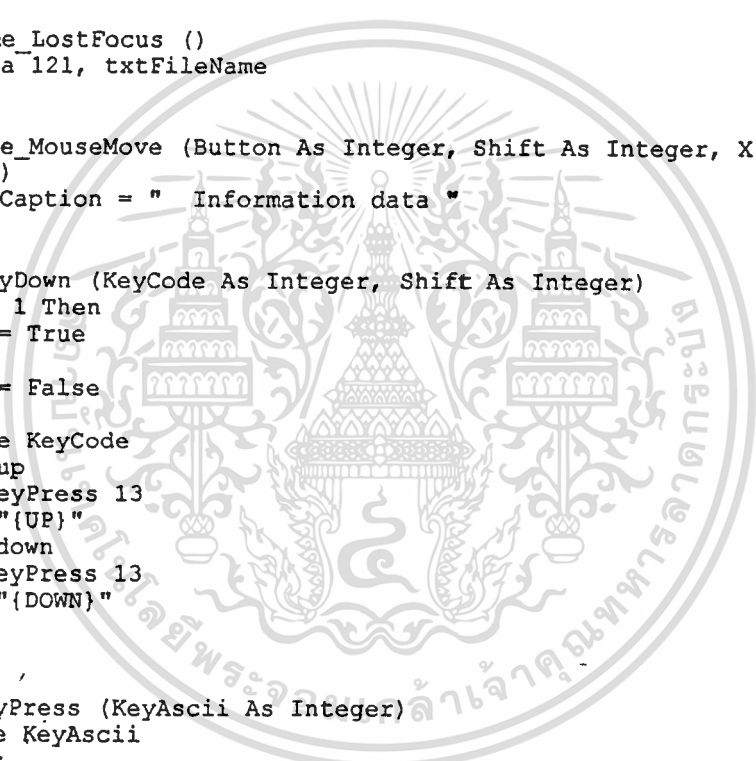 e_LostFocus ()
a 121, txtFileName
e_MouseMove (Button As Integer, Shift As Integer, X
)
Caption = "  Information data "
yDown (KeyCode As Integer, Shift As Integer)
1 Then
= True
= False
e KeyCode
up
eyPress 13
"{UP}"
down
eyPress 13
"{DOWN}"
yPress (KeyAscii As Integer)
e KeyAscii